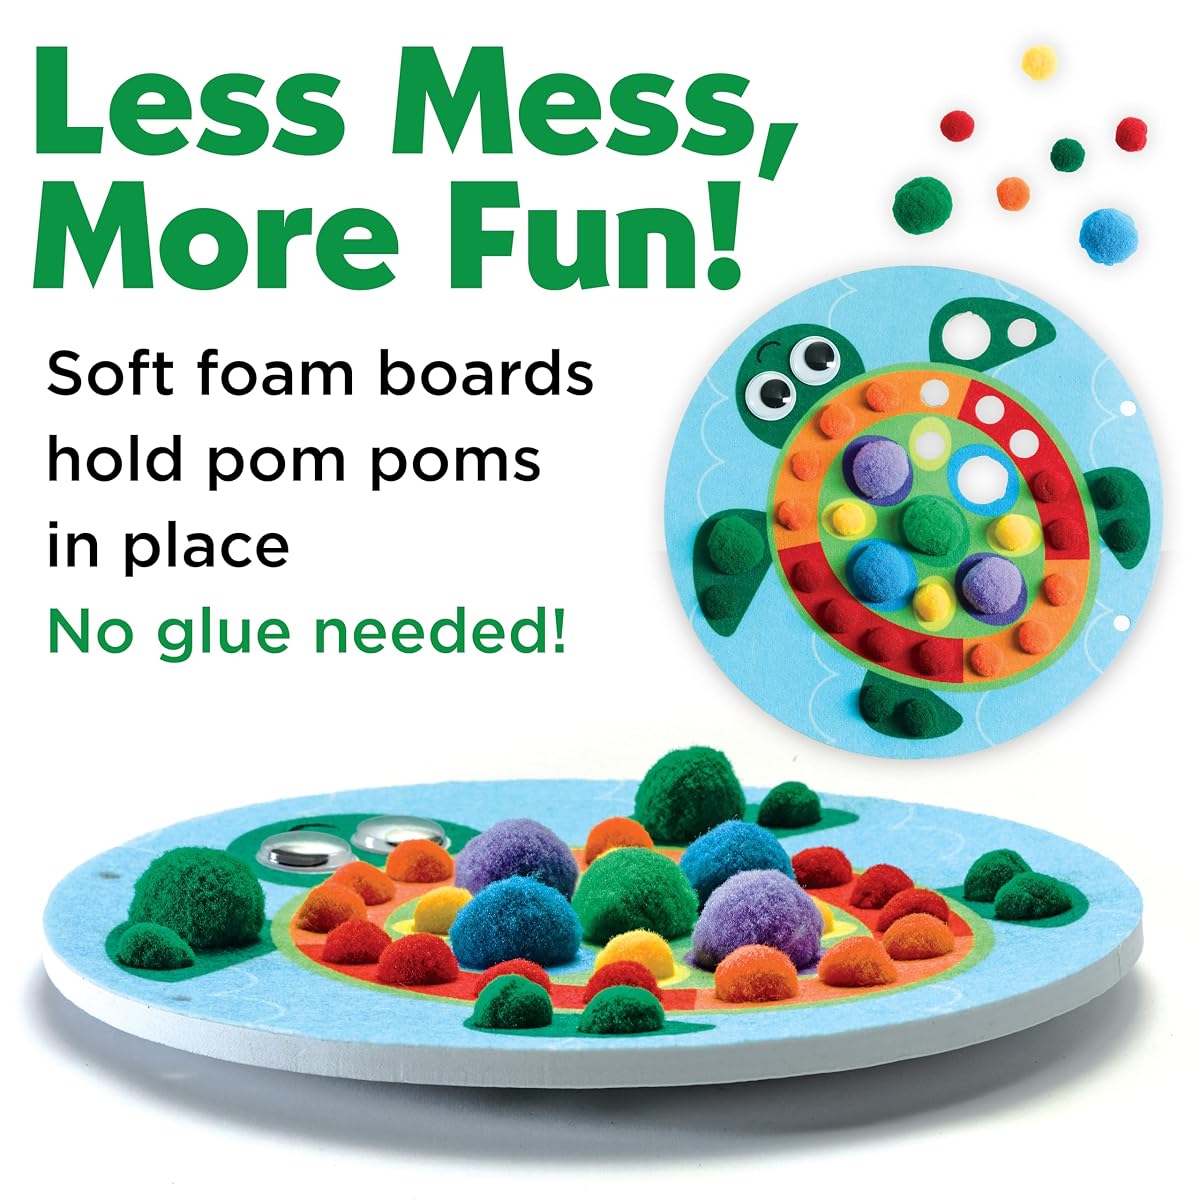 Less Mess,
More Fun!
Soft foam boards
hold pom poms
in place
No glue needed!